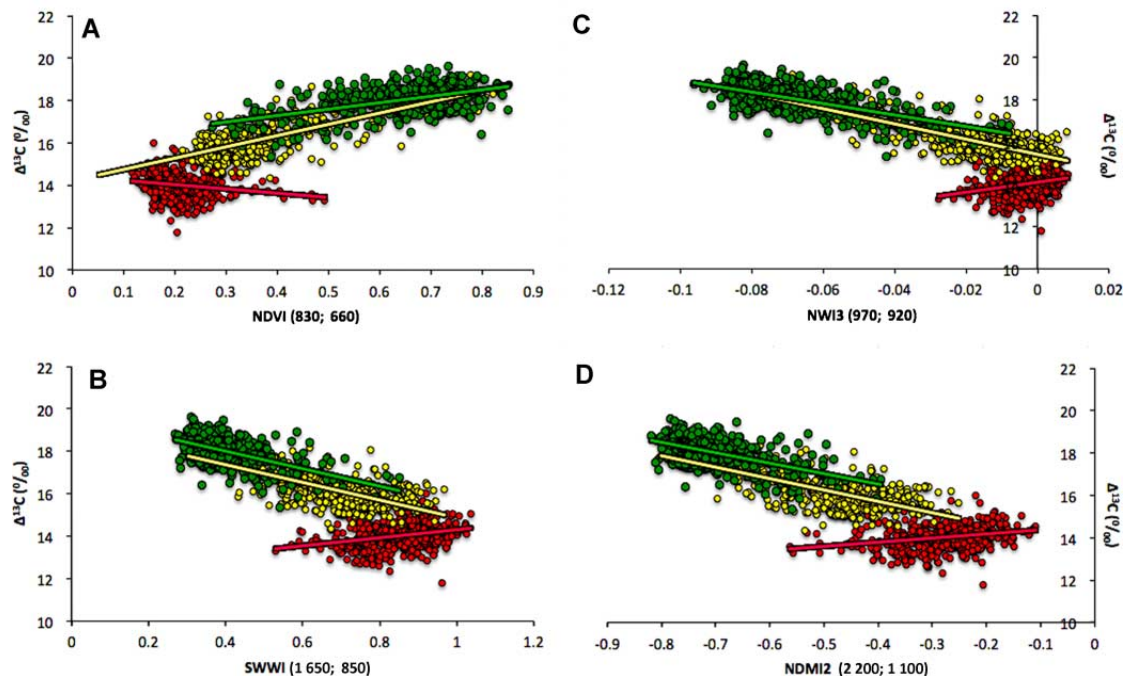 A
22
20
18
16
14
12
10
Δ¹³C (⁰/₀₀)
0 0.1 0.2 0.3 0.4 0.5 0.6 0.7 0.8 0.9
NDVI (830; 660)
C
22
20
18
16
14
12
10
Δ¹³C (⁰/₀₀)
-0.12 -0.1 -0.08 -0.06 -0.04 -0.02 0 0.02
NWI3 (970; 920)
B
22
20
18
16
14
12
10
Δ¹³C (⁰/₀₀)
0 0.2 0.4 0.6 0.8 1 1.2
SWWI (1 650; 850)
D
22
20
18
16
14
12
10
Δ¹³C (⁰/₀₀)
-0.9 -0.8 -0.7 -0.6 -0.5 -0.4 -0.3 -0.2 -0.1 0
NDMI2 (2 200; 1 100)